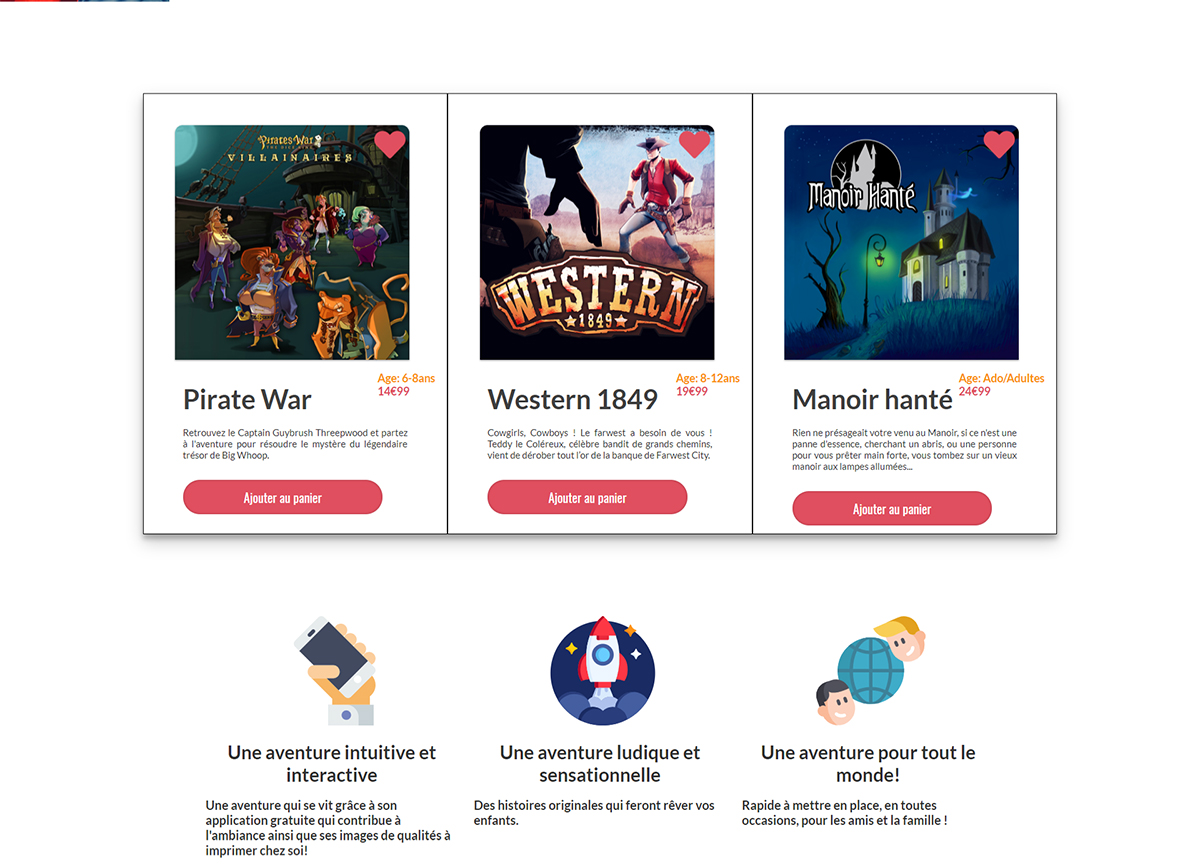 Pirates War
THE DICE KING
VILLAINAIRES
Age: 6-8ans
14€99
Pirate War
Retrouvez le Captain Guybrush Threepwood et partez
à l'aventure pour résoudre le mystère du légendaire
trésor de Big Whoop.
Ajouter au panier
WESTERN
1849
Age: 8-12ans
19€99
Western 1849
Cowgirls, Cowboys ! Le farwest a besoin de vous !
Teddy le Coléreux, célèbre bandit de grands chemins,
vient de dérober tout l'or de la banque de Farwest City.
Ajouter au panier
Manoir Hanté
Age: Ado/Adultes
24€99
Manoir hanté
Rien ne présageait votre venu au Manoir, si ce n'est une
panne d'essence, cherchant un abris, ou une personne
pour vous prêter main forte, vous tombez sur un vieux
manoir aux lampes allumées...
Ajouter au panier
Une aventure intuitive et
interactive
Une aventure qui se vit grâce à son
application gratuite qui contribue à
l'ambiance ainsi que ses images de qualités à
imprimer chez soi!
Une aventure ludique et
sensationnelle
Des histoires originales qui feront rêver vos
enfants.
Une aventure pour tout le
monde!
Rapide à mettre en place, en toutes
occasions, pour les amis et la famille !